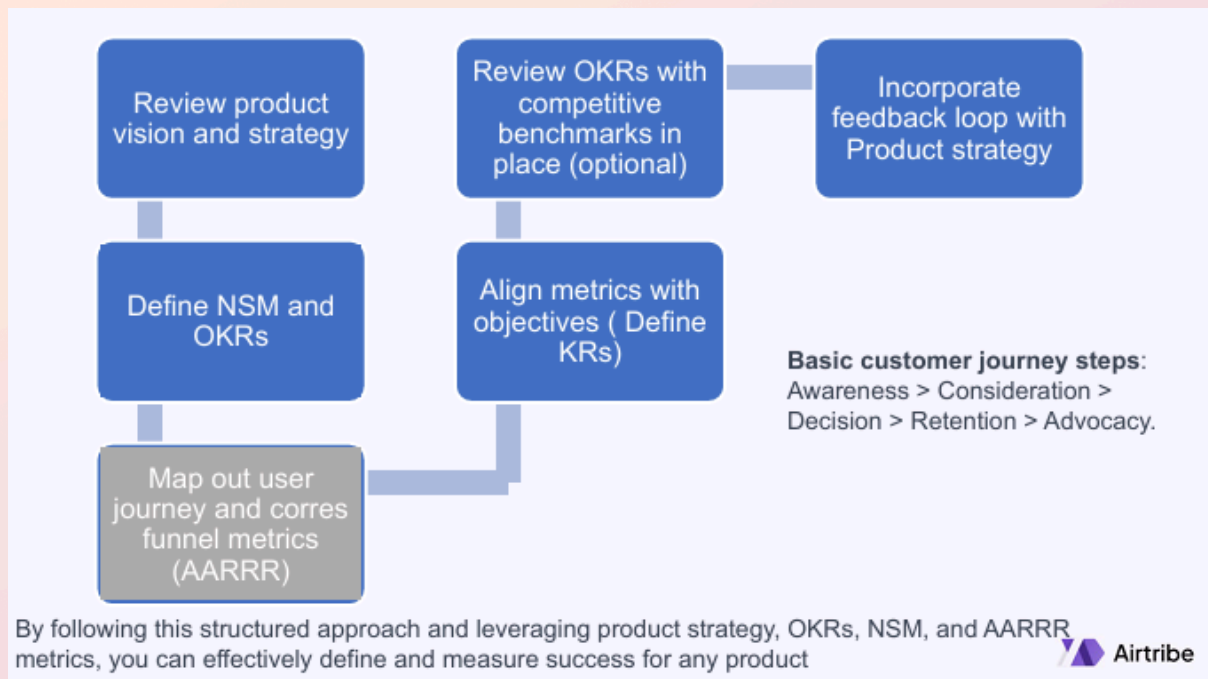 Review product
vision and strategy
Define NSM and
OKRs
Map out user
journey and corres
funnel metrics
(AARRR)
Align metrics with
objectives ( Define
KRs)
Review OKRs with
competitive
benchmarks in
place (optional)
Incorporate
feedback loop with
Product strategy
Basic customer journey steps:
Awareness > Consideration >
Decision > Retention > Advocacy.
By following this structured approach and leveraging product strategy, OKRs, NSM, and AARRR
metrics, you can effectively define and measure success for any product
Airtribe